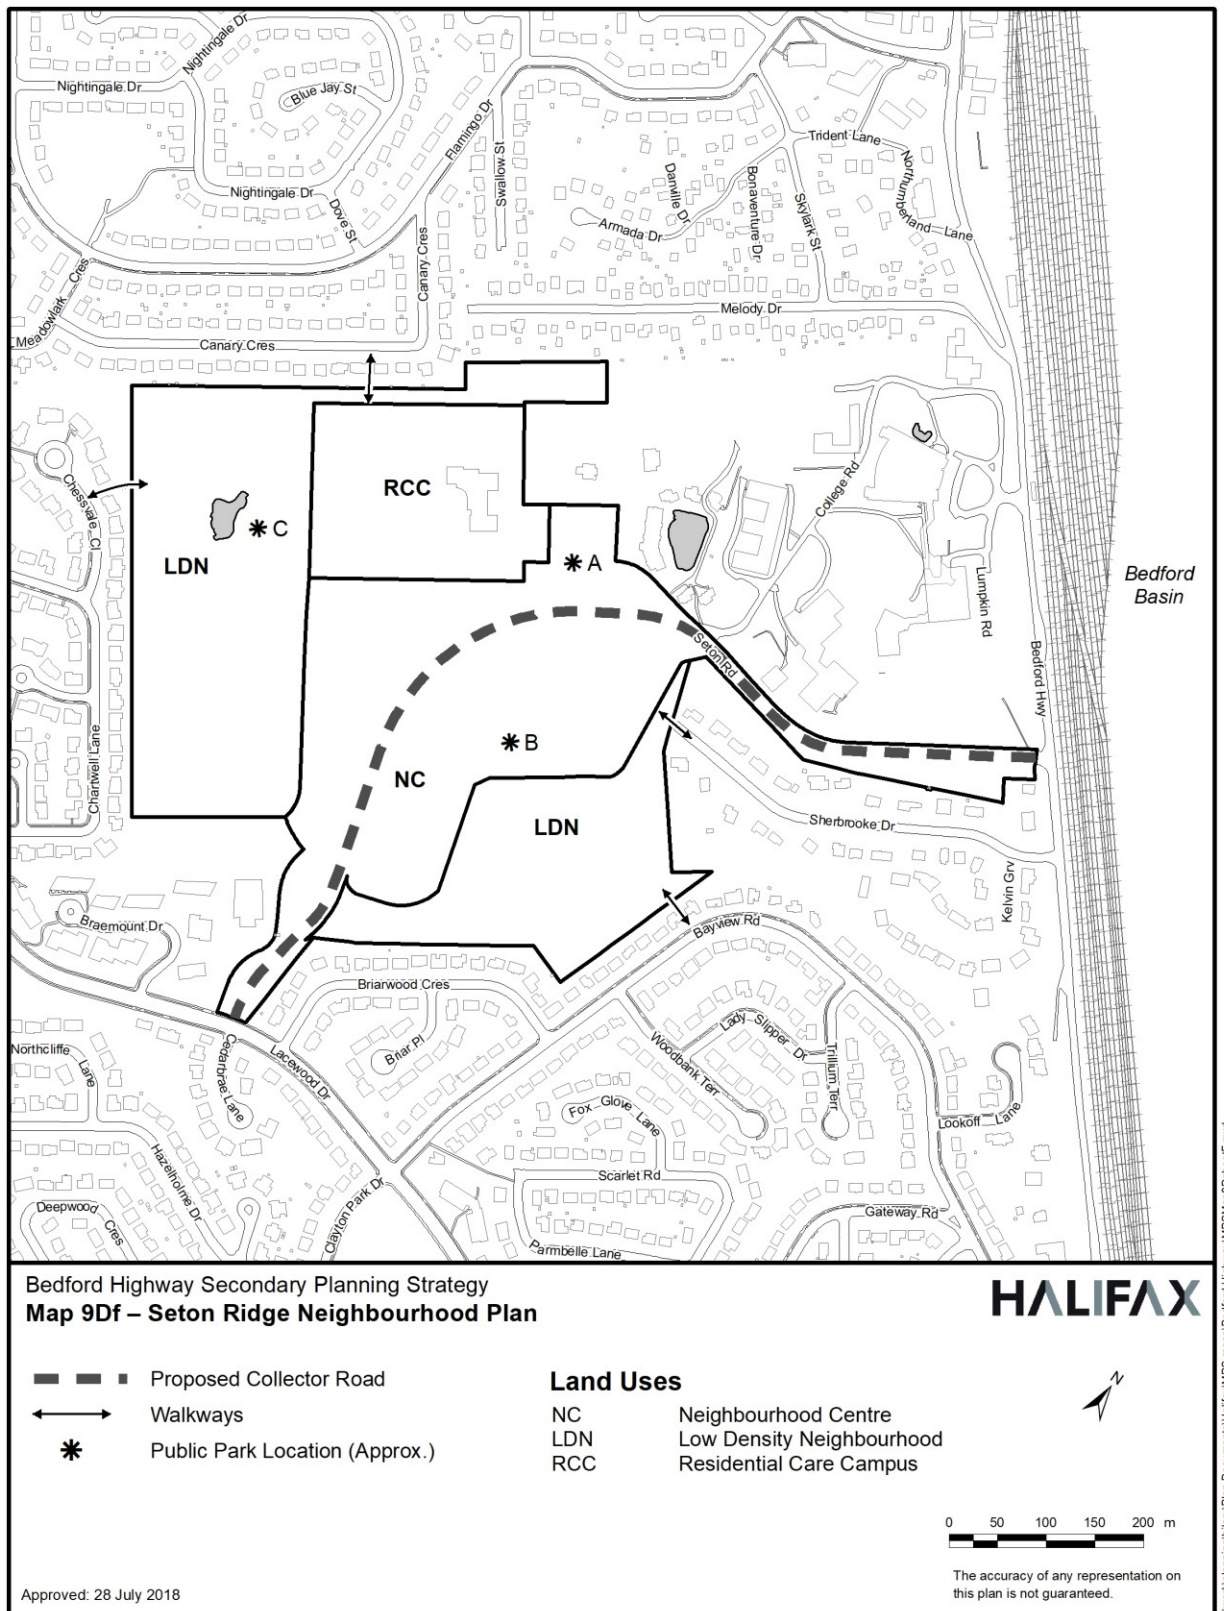 Nightingale Dr
Nightingale Dr
Blue Jay St
Flamingo Dr
Swallow St
Trident Lane
Northumberland Lane
Danville Dr
Bonaventure Dr
Skylark St
Nightingale Dr
Dove St
Armada Dr
Canary Cres
Meadowlark Cres
Melody Dr
Canary Cres
RCC
College Rd
Chessvale Cl
C
LDN
A
Lumpkin Rd
Bedford
Basin
Seton Rd
Bedford Hwy
B
NC
Chartwell Lane
LDN
Sherbrooke Dr
Kelvin Grv
Braemount Dr
Bayview Rd
Briarwood Cres
Northcliffe
Lane
Cedarbrae Lane
Lacewood Dr
Briar Pl
Woodbank Terr
Lady Slipper Dr
Trillium Terr
Fox Glove Lane
Lookoff Lane
Hazelholme Dr
Scarlet Rd
Deepwood Cres
Clayton Park Dr
Gateway Rd
Parmbelle Lane
Bedford Highway Secondary Planning Strategy
Map 9Df – Seton Ridge Neighbourhood Plan
HALIFAX
Proposed Collector Road
Walkways
Public Park Location (Approx.)
Land Uses
NC Neighbourhood Centre
LDN Low Density Neighbourhood
RCC Residential Care Campus
N
0 50 100 150 200 m
The accuracy of any representation on
this plan is not guaranteed.
Approved: 28 July 2018